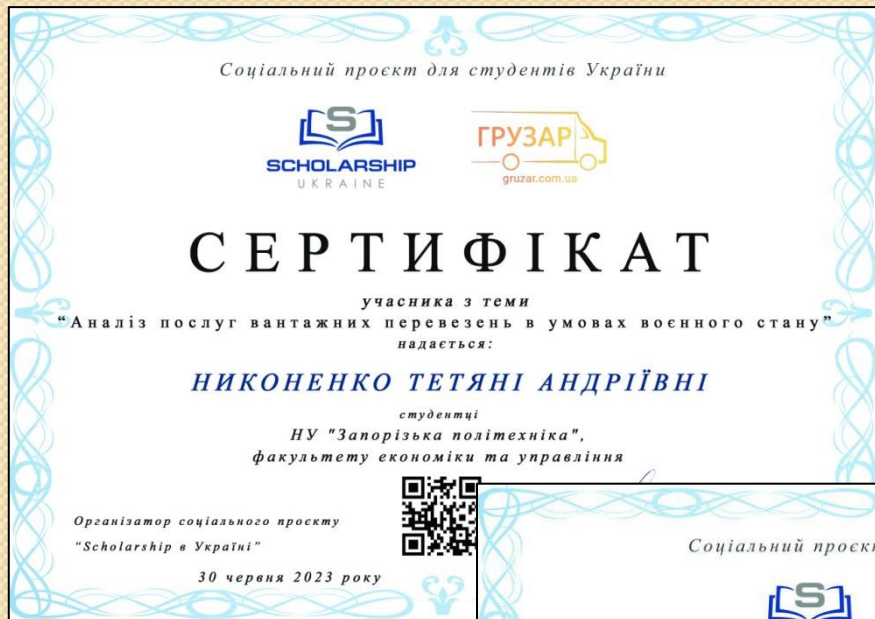 Соціальний проєкт для студентів України
S
SCHOLARSHIP
UKRAINE
ГРУЗАР
gruzar.com.ua
СЕРТИФІКАТ
учасника з теми
“Аналіз послуг вантажних перевезень в умовах воєнного стану”
надається:
НИКОНЕНКО ТЕТЯНІ АНДРІЇВНІ
студентці
НУ "Запорізька політехніка",
факультету економіки та управління
Організатор соціального проєкту
“Scholarship в Україні”
30 червня 2023 року
Соціальний
S